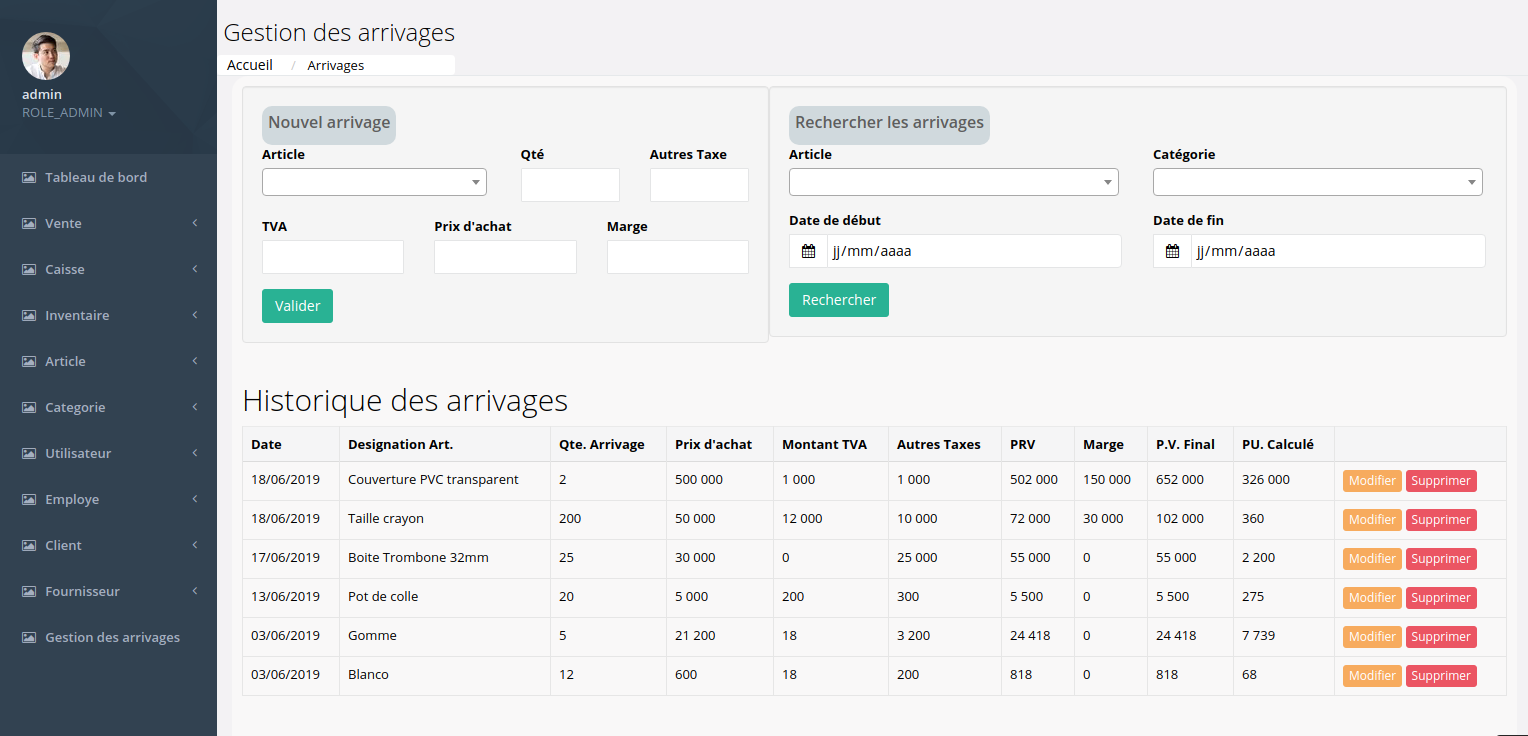 admin
ROLE_ADMIN
Tableau de bord
Vente
Caisse
Inventaire
Article
Categorie
Utilisateur
Employe
Client
Fournisseur
Gestion des arrivages
Gestion des arrivages
Accueil / Arrivages
Nouvel arrivage
Article Qté Autres Taxe
TVA Prix d'achat Marge
Valider
Rechercher les arrivages
Article Catégorie
Date de début Date de fin
jj/mm/aaaa jj/mm/aaaa
Rechercher
Historique des arrivages
Date Designation Art. Qte. Arrivage Prix d'achat Montant TVA Autres Taxes PRV Marge P.V. Final PU. Calculé
18/06/2019 Couverture PVC transparent 2 500 000 1 000 1 000 502 000 150 000 652 000 326 000 Modifier Supprimer
18/06/2019 Taille crayon 200 50 000 12 000 10 000 72 000 30 000 102 000 360 Modifier Supprimer
17/06/2019 Boite Trombone 32mm 25 30 000 0 25 000 55 000 0 55 000 2 200 Modifier Supprimer
13/06/2019 Pot de colle 20 5 000 200 300 5 500 0 5 500 275 Modifier Supprimer
03/06/2019 Gomme 5 21 200 18 3 200 24 418 0 24 418 7 739 Modifier Supprimer
03/06/2019 Blanco 12 600 18 200 818 0 818 68 Modifier Supprimer